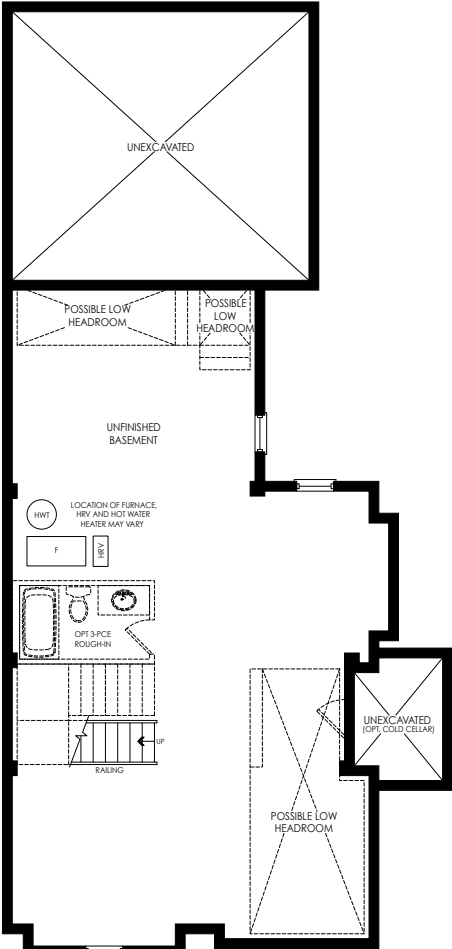 UNEXCAVATED
POSSIBLE LOW
HEADROOM
POSSIBLE
LOW
HEADROOM
UNFINISHED
BASEMENT
HWT
LOCATION OF FURNACE,
HRV AND HOT WATER
HEATER MAY VARY
F
HRV
OPT 3-PCE
ROUGH-IN
UP
RAILING
UNEXCAVATED
(OPT. COLD CELLAR)
POSSIBLE LOW
HEADROOM